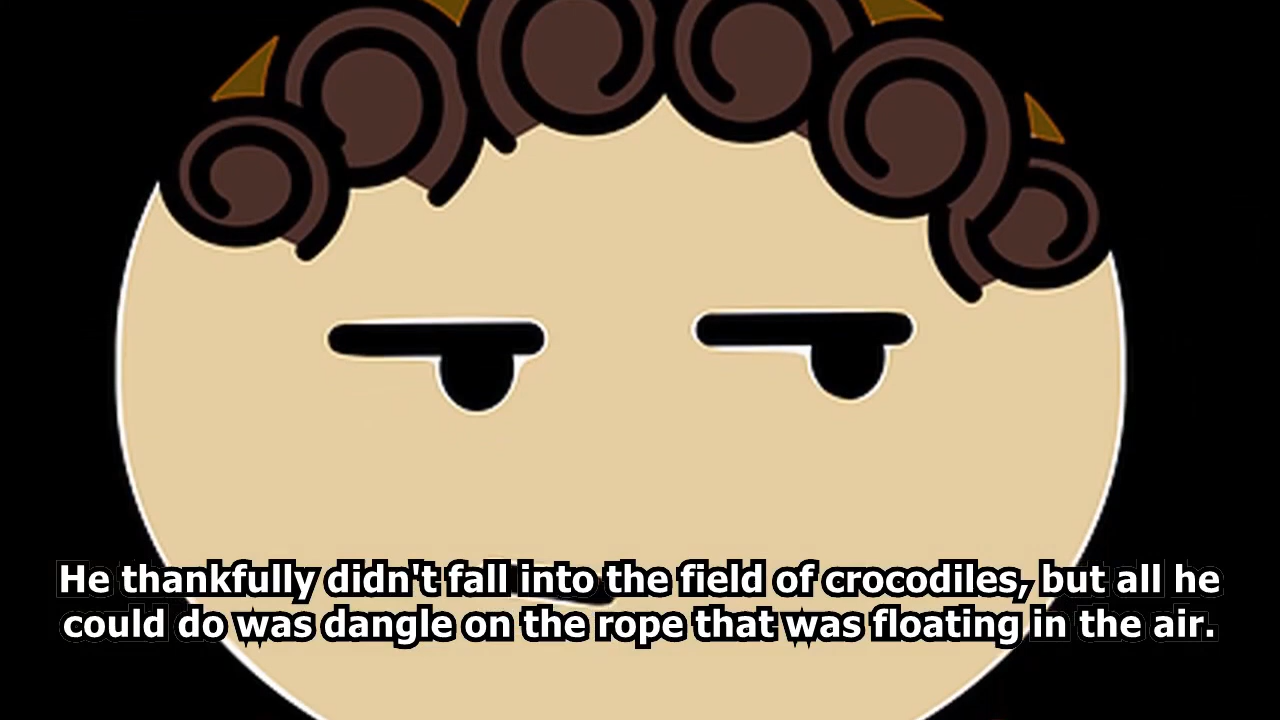 He thankfully didn't fall into the field of crocodiles, but all he
could do was dangle on the rope that was floating in the air.